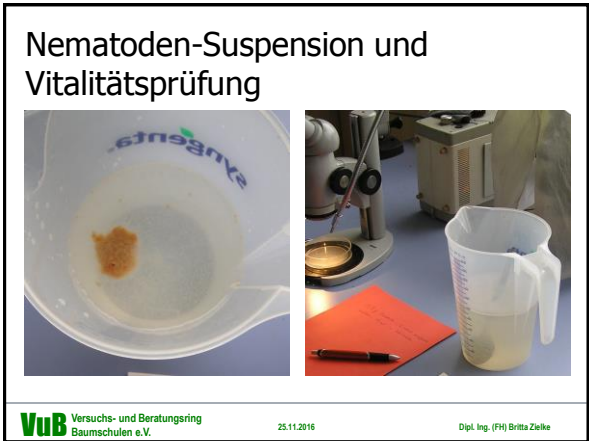 Nematoden-Suspension und
Vitalitätsprüfung
syngenta
VuB Versuchs- und Beratungsring
Baumschulen e.V.
25.11.2016
Dipl. Ing. (FH) Britta Zielke